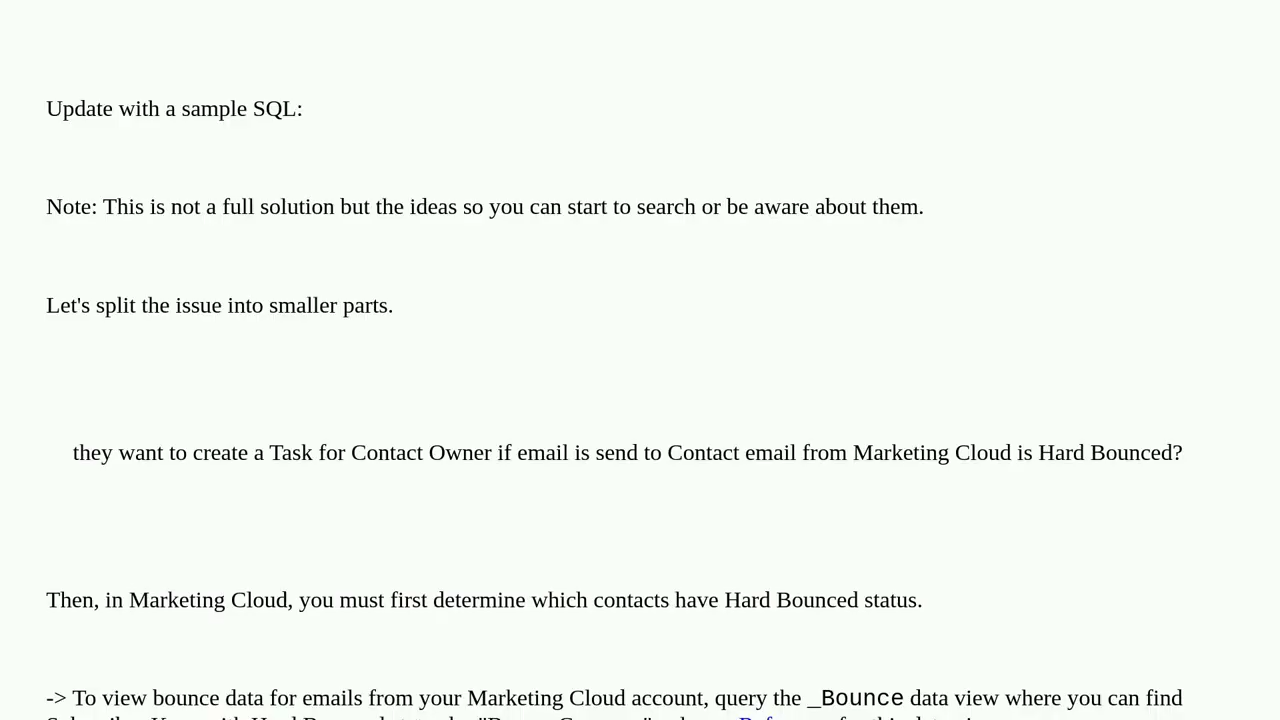 Update with a sample SQL:
Note: This is not a full solution but the ideas so you can start to search or be aware about them.
Let's split the issue into smaller parts.
they want to create a Task for Contact Owner if email is send to Contact email from Marketing Cloud is Hard Bounced?
Then, in Marketing Cloud, you must first determine which contacts have Hard Bounced status.
-> To view bounce data for emails from your Marketing Cloud account, query the _Bounce data view where you can find